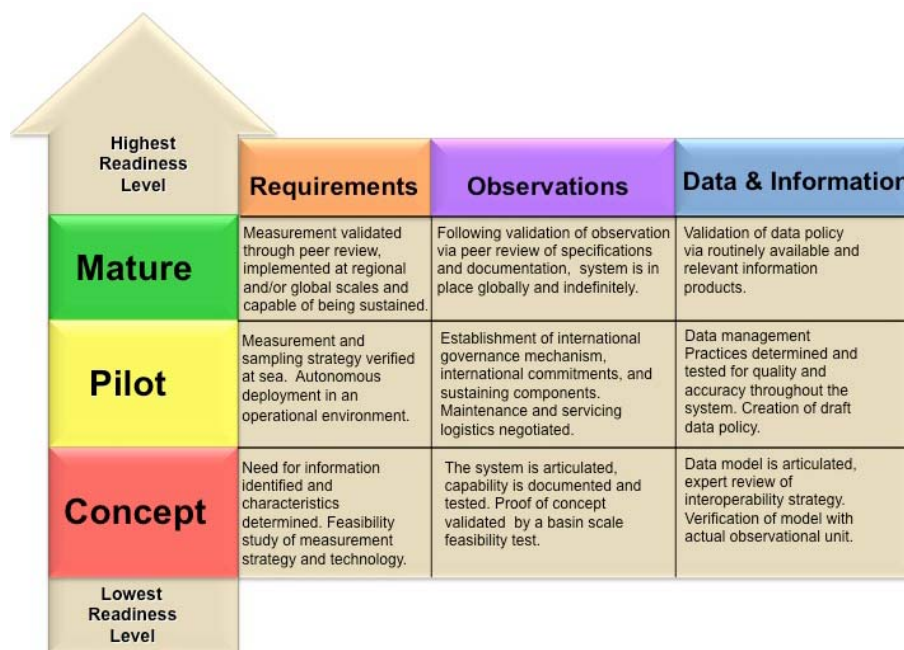 Highest
Readiness
Level
Requirements
Observations
Data & Information
Mature
Measurement validated
through peer review,
implemented at regional
and/or global scales and
capable of being sustained.
Following validation of observation
via peer review of specifications
and documentation, system is in
place globally and indefinitely.
Validation of data policy
via routinely available and
relevant information
products.
Pilot
Measurement and
sampling strategy verified
at sea. Autonomous
deployment in an
operational environment.
Establishment of international
governance mechanism,
international commitments, and
sustaining components.
Maintenance and servicing
logistics negotiated.
Data management
Practices determined and
tested for quality and
accuracy throughout the
system. Creation of draft
data policy.
Concept
Need for information
identified and
characteristics
determined. Feasibility
study of measurement
strategy and technology.
The system is articulated,
capability is documented and
tested. Proof of concept
validated by a basin scale
feasibility test.
Data model is articulated,
expert review of
interoperability strategy.
Verification of model with
actual observational unit.
Lowest
Readiness
Level